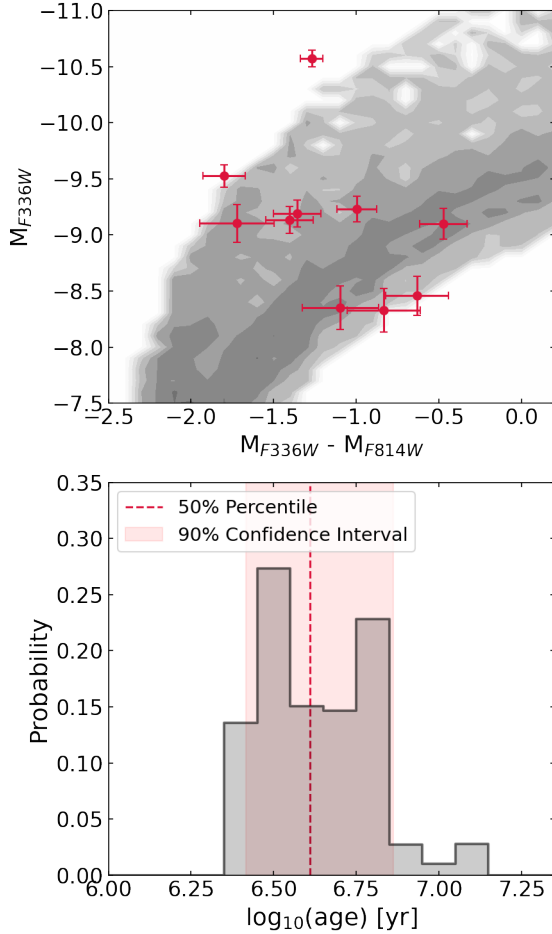 −11.0
−10.5
−10.0
−9.5
−9.0
−8.5
−8.0
−7.5
M_F336W
−2.5 −2.0 −1.5 −1.0 −0.5 0.0
M_F336W - M_F814W
0.35
0.30
0.25
0.20
0.15
0.10
0.05
0.00
Probability
50% Percentile
90% Confidence Interval
6.00 6.25 6.50 6.75 7.00 7.25
log₁₀(age) [yr]